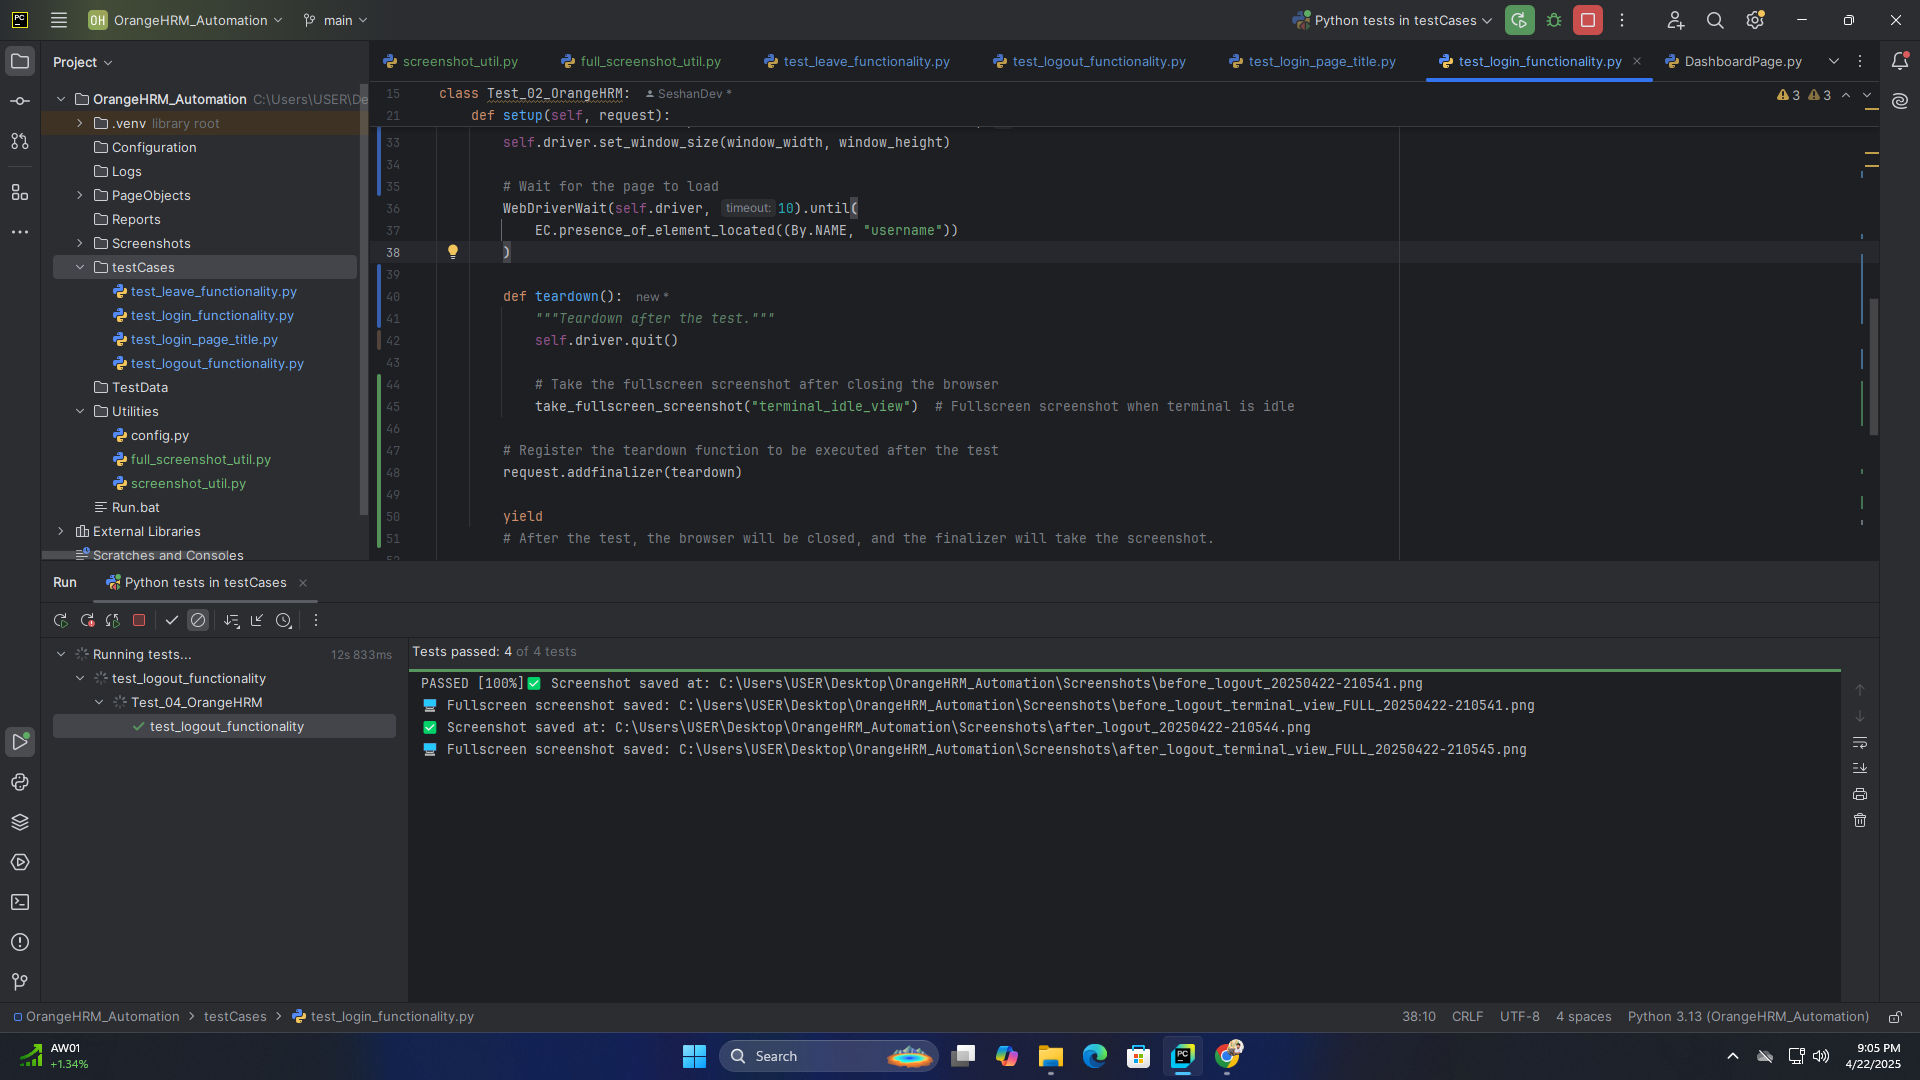 PC
OH OrangeHRM_Automation
main
Python tests in testCases
Project
screenshot_util.py
full_screenshot_util.py
test_leave_functionality.py
test_logout_functionality.py
test_login_page_title.py
test_login_functionality.py
DashboardPage.py
OrangeHRM_Automation C:\Users\USER\De
.venv library root
Configuration
Logs
PageObjects
Reports
Screenshots
testCases
test_leave_functionality.py
test_login_functionality.py
test_login_page_title.py
test_logout_functionality.py
TestData
Utilities
config.py
full_screenshot_util.py
screenshot_util.py
Run.bat
External Libraries
Scratches and Consoles
15 class Test_02_OrangeHRM: SeshanDev *
3 3
21 def setup(self, request):
33 self.driver.set_window_size(window_width, window_height)
34
35 # Wait for the page to load
36 WebDriverWait(self.driver, timeout: 10).until(
37 EC.presence_of_element_located((By.NAME, "username"))
38 )
39
40 def teardown(): new *
41 """Teardown after the test."""
42 self.driver.quit()
43
44 # Take the fullscreen screenshot after closing the browser
45 take_fullscreen_screenshot("terminal_idle_view") # Fullscreen screenshot when terminal is idle
46
47 # Register the teardown function to be executed after the test
48 request.addfinalizer(teardown)
49
50 yield
51 # After the test, the browser will be closed, and the finalizer will take the screenshot.
Run Python tests in testCases
Running tests... 12s 833ms
test_logout_functionality
Test_04_OrangeHRM
test_logout_functionality
Tests passed: 4 of 4 tests
PASSED [100%]✅ Screenshot saved at: C:\Users\USER\Desktop\OrangeHRM_Automation\Screenshots\before_logout_20250422-210541.png
🖥 Fullscreen screenshot saved: C:\Users\USER\Desktop\OrangeHRM_Automation\Screenshots\before_logout_terminal_view_FULL_20250422-210541.png
✅ Screenshot saved at: C:\Users\USER\Desktop\OrangeHRM_Automation\Screenshots\after_logout_20250422-210544.png
🖥 Fullscreen screenshot saved: C:\Users\USER\Desktop\OrangeHRM_Automation\Screenshots\after_logout_terminal_view_FULL_20250422-210545.png
OrangeHRM_Automation > testCases > test_login_functionality.py
38:10 CRLF UTF-8 4 spaces Python 3.13 (OrangeHRM_Automation)
AW01
+1.34%
Search
PC
9:05 PM
4/22/2025